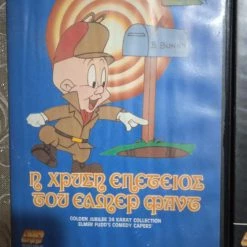 B. BUNNY
Η ΧΡΥΣΗ ΕΠΕΤΕΙΟΣ
ΤΟΥ ΕΛΜΕΡ ΦΑΝΤ
GOLDEN JUBILEE 24 KARAT COLLECTION
ELMER FUDD'S COMEDY CAPERS